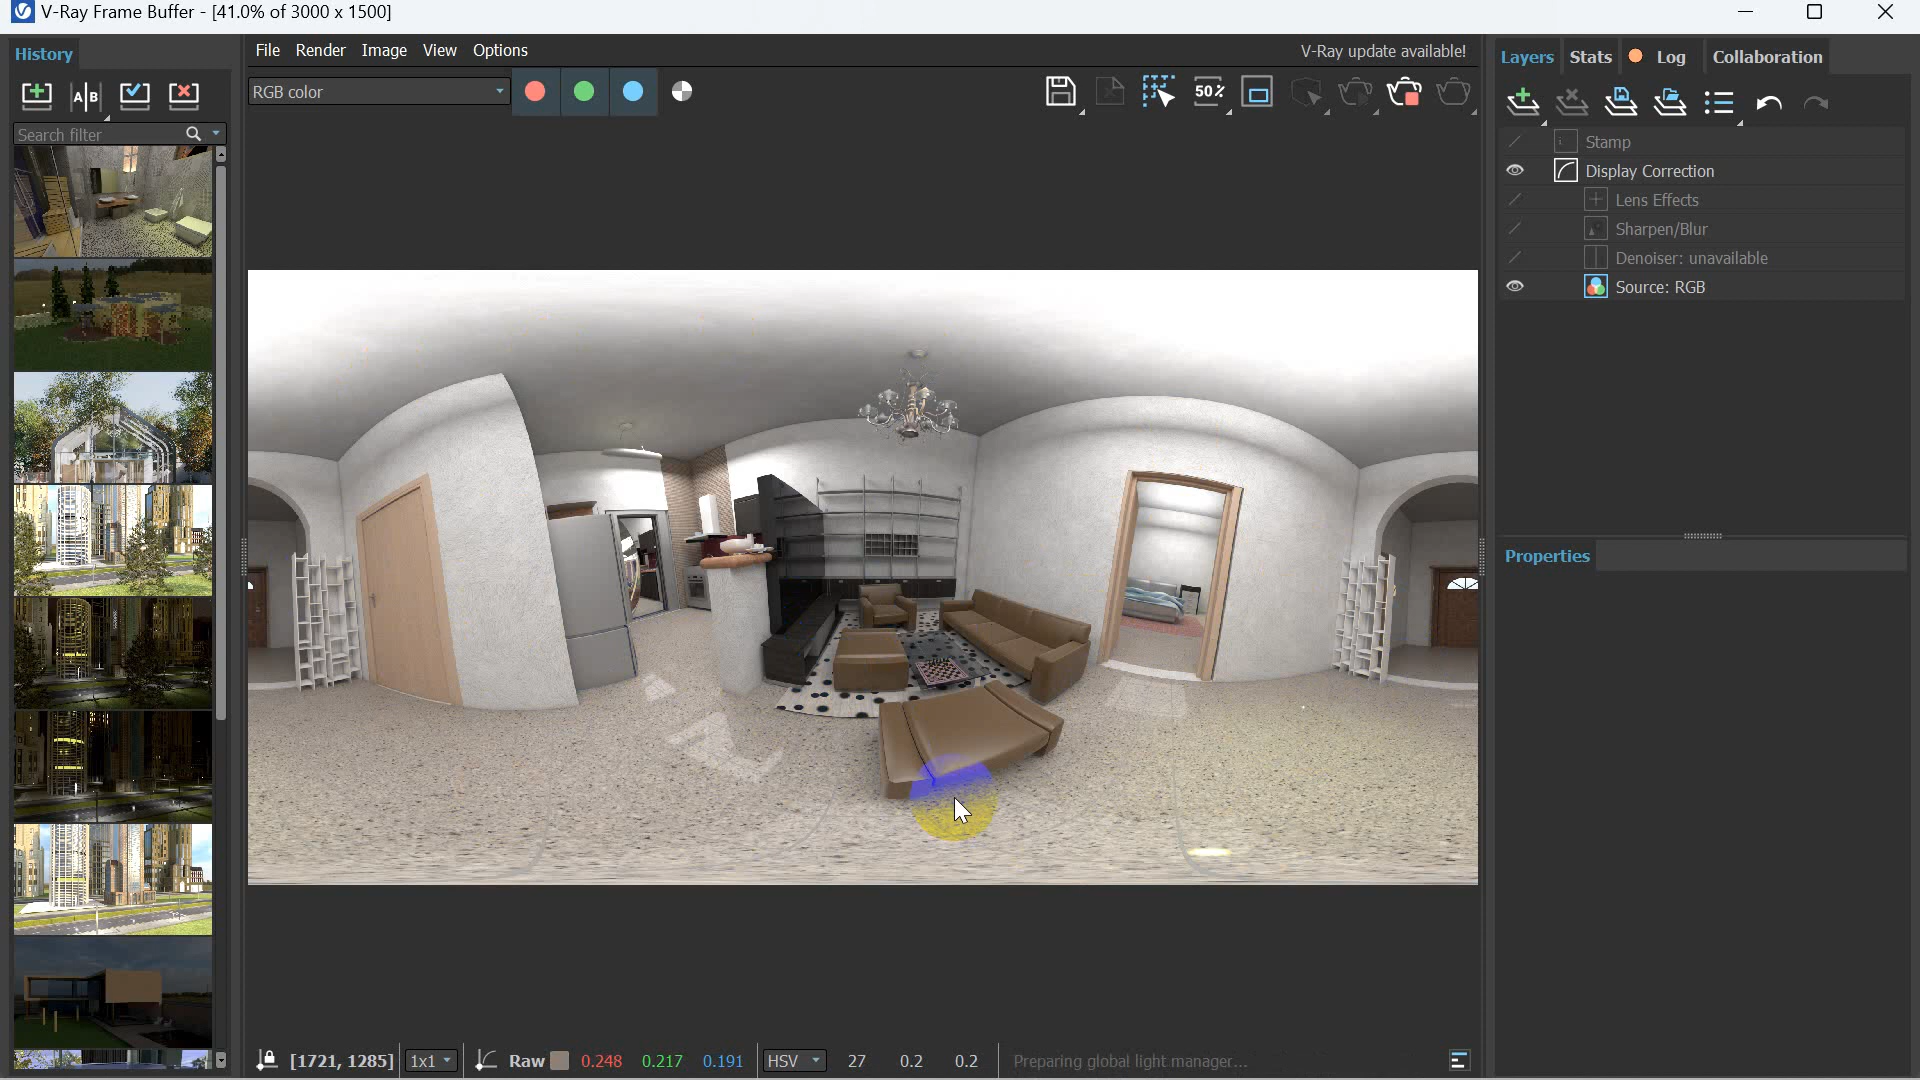 V-Ray Frame Buffer - [41.0% of 3000 x 1500]
History
File Render Image View Options
V-Ray update available!
Layers Stats Log Collaboration
A B
RGB color
50%
Search filter
Stamp
Display Correction
Lens Effects
Sharpen/Blur
Denoiser: unavailable
Source: RGB
Properties
[1721, 1285] 1x1 Raw 0.248 0.217 0.191 HSV 27 0.2 0.2 Preparing global light manager...